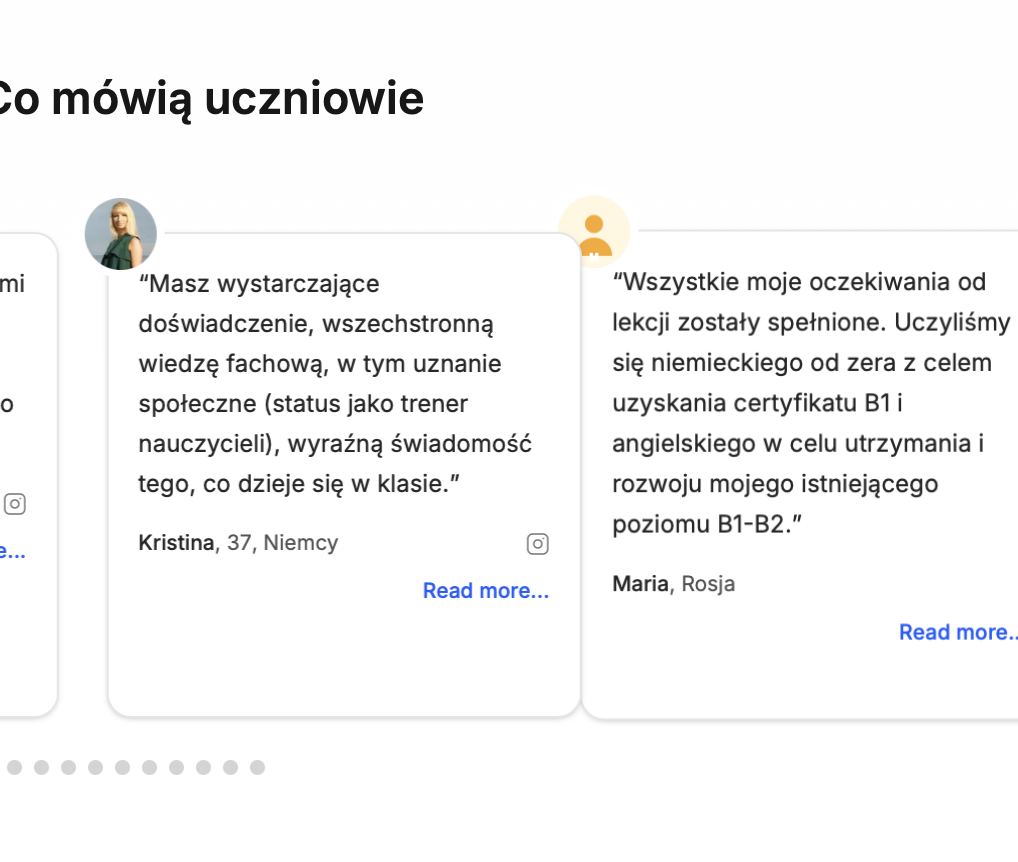 Co mówią uczniowie
mi
o
e...
“Masz wystarczające
doświadczenie, wszechstronną
wiedzę fachową, w tym uznanie
społeczne (status jako trener
nauczycieli), wyraźną świadomość
tego, co dzieje się w klasie.”
Kristina, 37, Niemcy
Read more...
“Wszystkie moje oczekiwania od
lekcji zostały spełnione. Uczyliśmy
się niemieckiego od zera z celem
uzyskania certyfikatu B1 i
angielskiego w celu utrzymania i
rozwoju mojego istniejącego
poziomu B1-B2.”
Maria, Rosja
Read more..